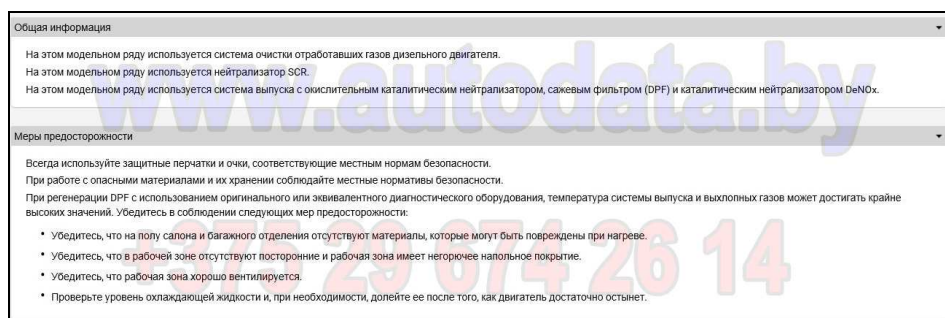 Общая информация
На этом модельном ряду используется система очистки отработавших газов дизельного двигателя.
На этом модельном ряду используется нейтрализатор SCR.
На этом модельном ряду используется система выпуска с окислительным каталитическим нейтрализатором, сажевым фильтром (DPF) и каталитическим нейтрализатором DeNOx.
www.autodata.by
Меры предосторожности
Всегда используйте защитные перчатки и очки, соответствующие местным нормам безопасности.
При работе с опасными материалами и их хранении соблюдайте местные нормативы безопасности.
При регенерации DPF с использованием оригинального или эквивалентного диагностического оборудования, температура системы выпуска и выхлопных газов может достигать крайне
высоких значений. Убедитесь в соблюдении следующих мер предосторожности:
• Убедитесь, что на полу салона и багажного отделения отсутствуют материалы, которые могут быть повреждены при нагреве.
• Убедитесь, что в рабочей зоне отсутствуют посторонние и рабочая зона имеет негорючее напольное покрытие.
+375 29 674 26 14
• Убедитесь, что рабочая зона хорошо вентилируется.
• Проверьте уровень охлаждающей жидкости и, при необходимости, долейте ее после того, как двигатель достаточно остынет.